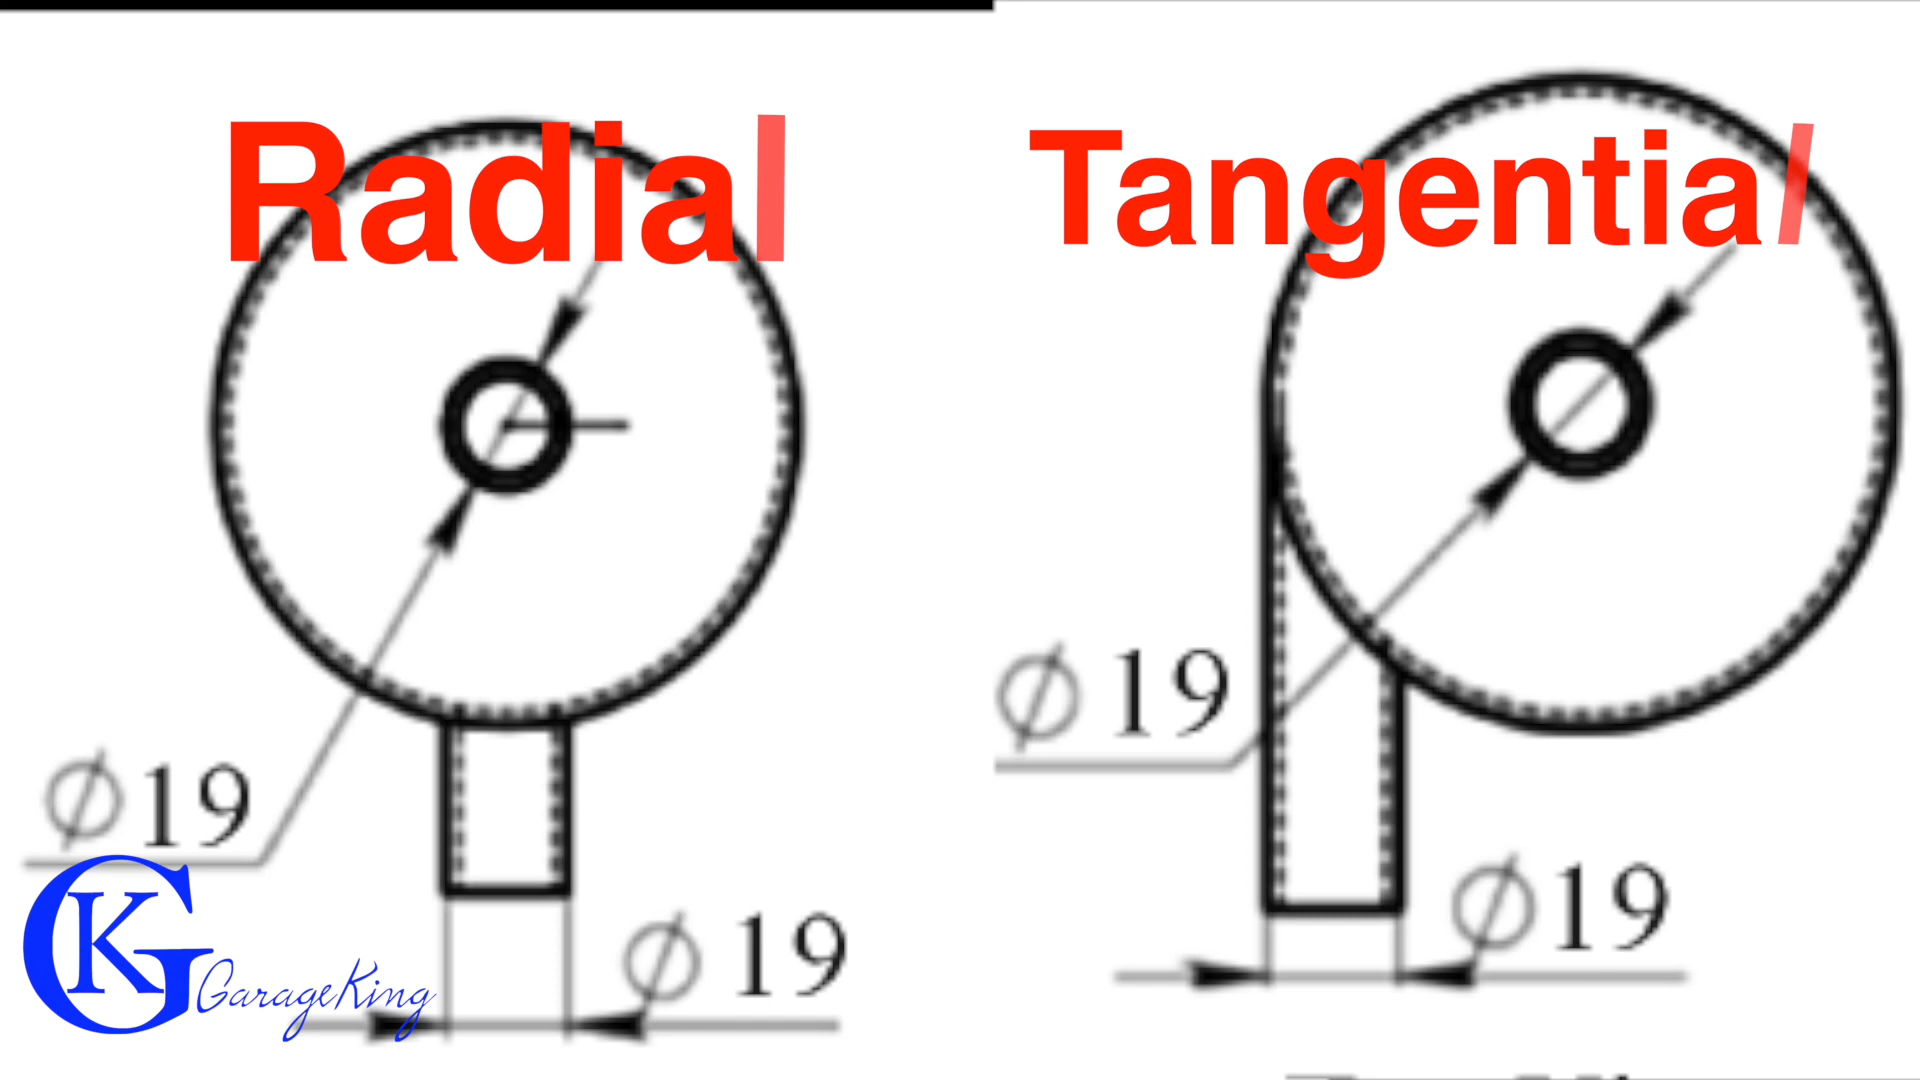 Radial
Tangential
∅ 19
∅ 19
∅ 19
∅ 19
GK GarageKing